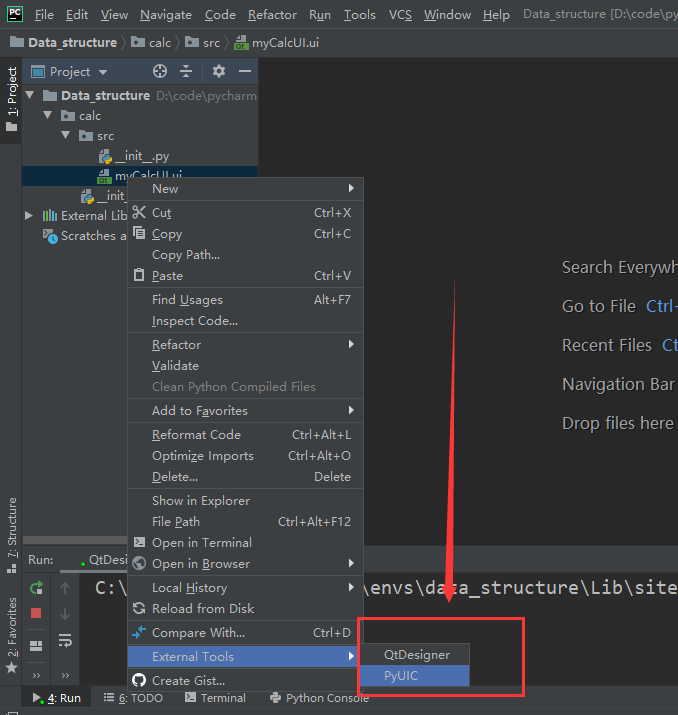 PC File Edit View Navigate Code Refactor Run Tools VCS Window Help Data_structure [D:\code\py
Data_structure calc src myCalcUI.ui
1: Project
Project
Data_structure D:\code\pycharm
calc
src
__init__.py
myCalcUI.ui
__init_
External Lib
Scratches a
New
Cut Ctrl+X
Copy Ctrl+C
Copy Path...
Paste Ctrl+V
Find Usages Alt+F7
Inspect Code...
Refactor
Validate
Clean Python Compiled Files
Add to Favorites
Reformat Code Ctrl+Alt+L
Optimize Imports Ctrl+Alt+O
Delete... Delete
Show in Explorer
File Path Ctrl+Alt+F12
Open in Terminal
Open in Browser
Local History
Reload from Disk
Compare With... Ctrl+D
External Tools
Create Gist...
QtDesigner
PyUIC
Search Everywh
Go to File Ctrl
Recent Files Ct
Navigation Bar
Drop files here
7: Structure
2: Favorites
Run: QtDesi
C:\ \envs\data_structure\Lib\site
4: Run 6: TODO Terminal Python Console